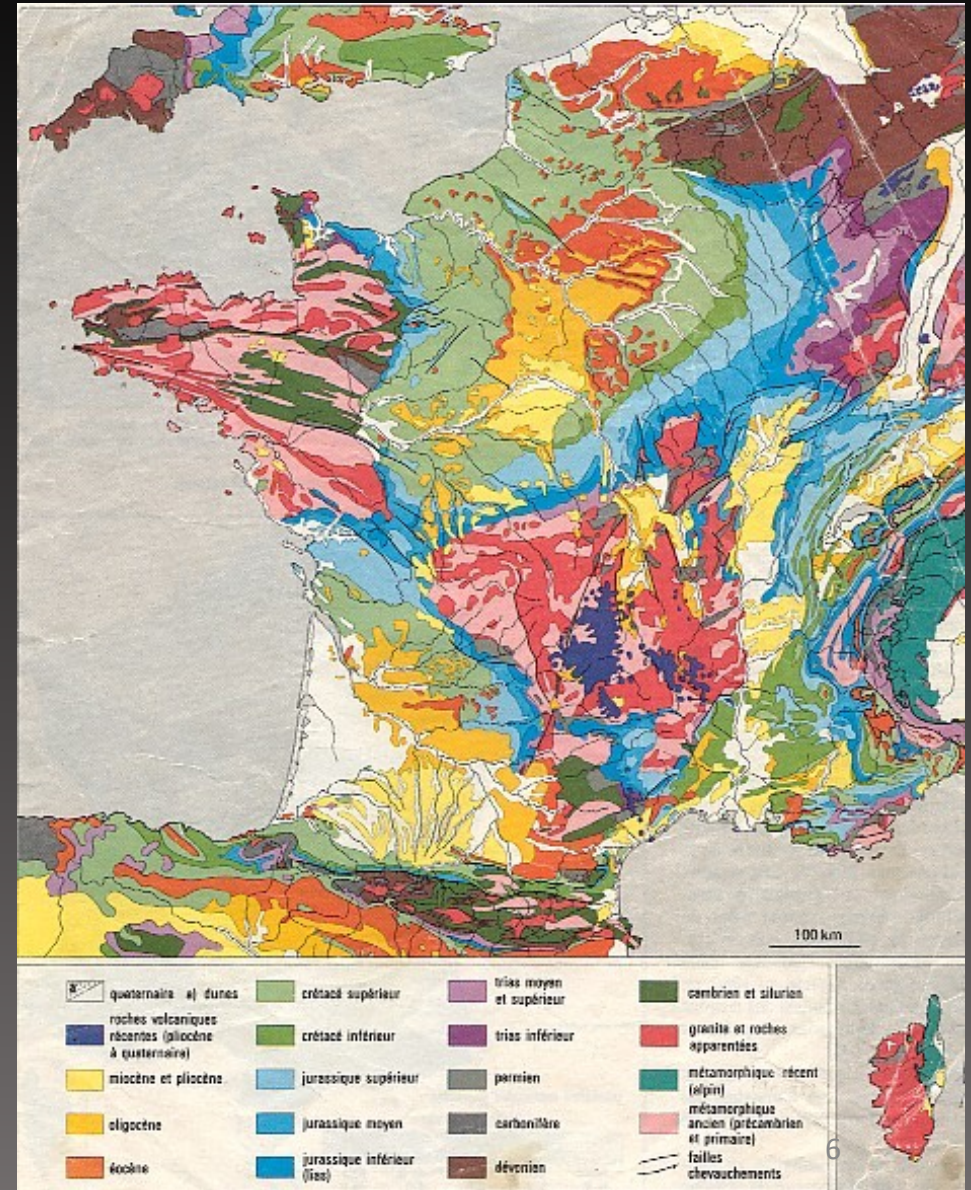 100 km
a
quaternaire a) dunes
roches volcaniques
récentes (pliocène
à quaternaire)
miocène et pliocène
oligocène
éocène
crétacé supérieur
crétacé inférieur
jurassique supérieur
jurassique moyen
jurassique inférieur
(lias)
trias moyen
et supérieur
trias inférieur
permien
carbonifère
dévonien
cambrien et silurien
granite et roches
apparentées
métamorphique récent
(alpin)
métamorphique
ancien (précambrien
et primaire)
failles
chevauchements
6